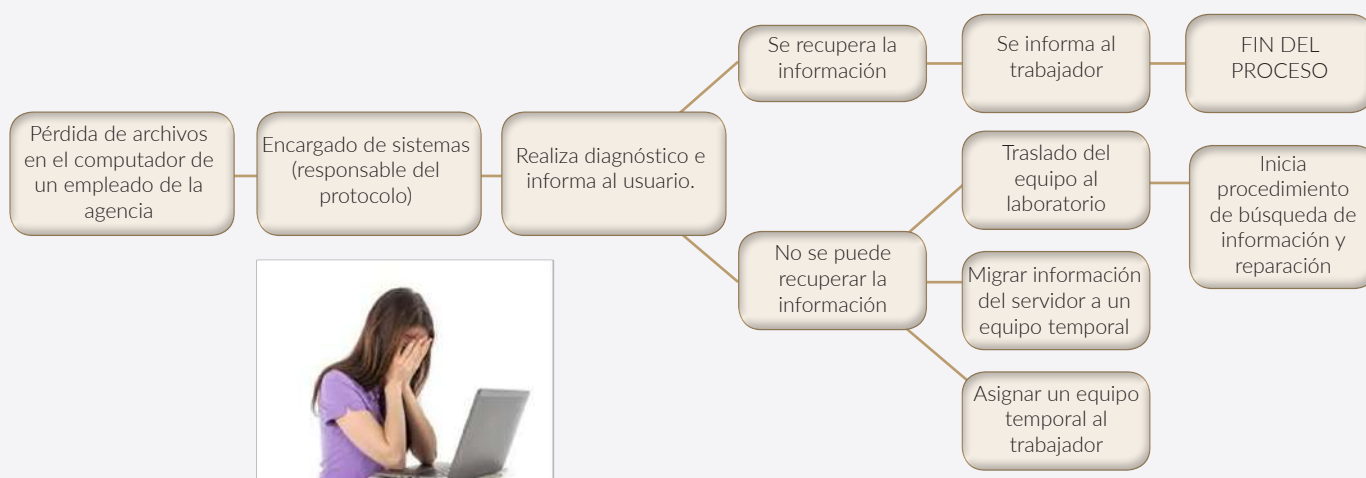 Pérdida de archivos
en el computador de
un empleado de la
agencia
Encargado de sistemas
(responsable del
protocolo)
Realiza diagnóstico e
informa al usuario.
Se recupera la
información
Se informa al
trabajador
FIN DEL
PROCESO
No se puede
recuperar la
información
Traslado del
equipo al
laboratorio
Inicia
procedimiento
de búsqueda de
información y
reparación
Migrar información
del servidor a un
equipo temporal
Asignar un equipo
temporal al
trabajador